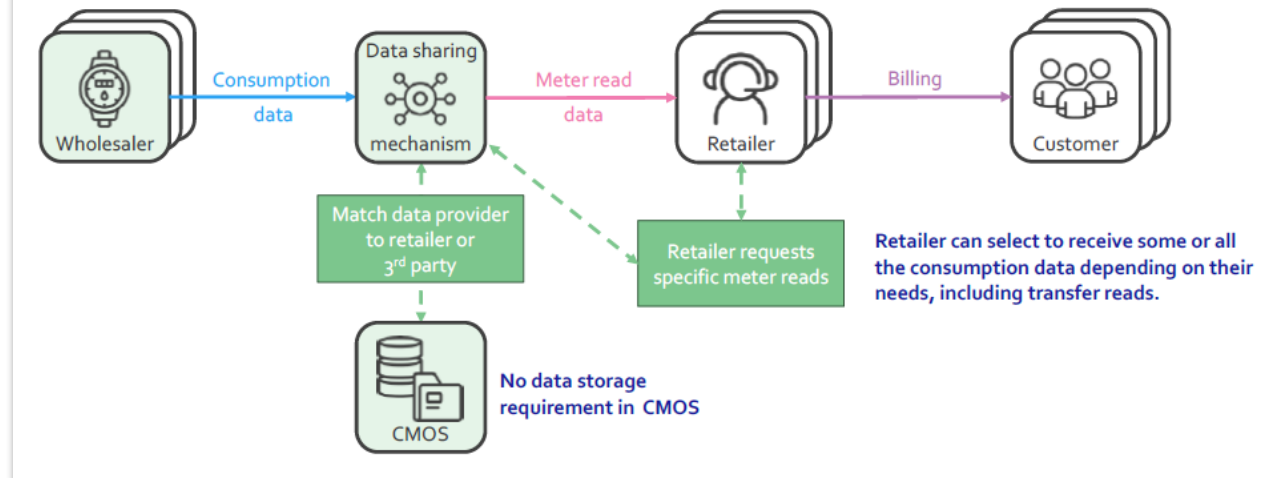 Wholesaler
Consumption
data
Data sharing
mechanism
Meter read
data
Retailer
Billing
Customer
Match data provider
to retailer or
3rd party
Retailer requests
specific meter reads
Retailer can select to receive some or all
the consumption data depending on their
needs, including transfer reads.
CMOS
No data storage
requirement in CMOS